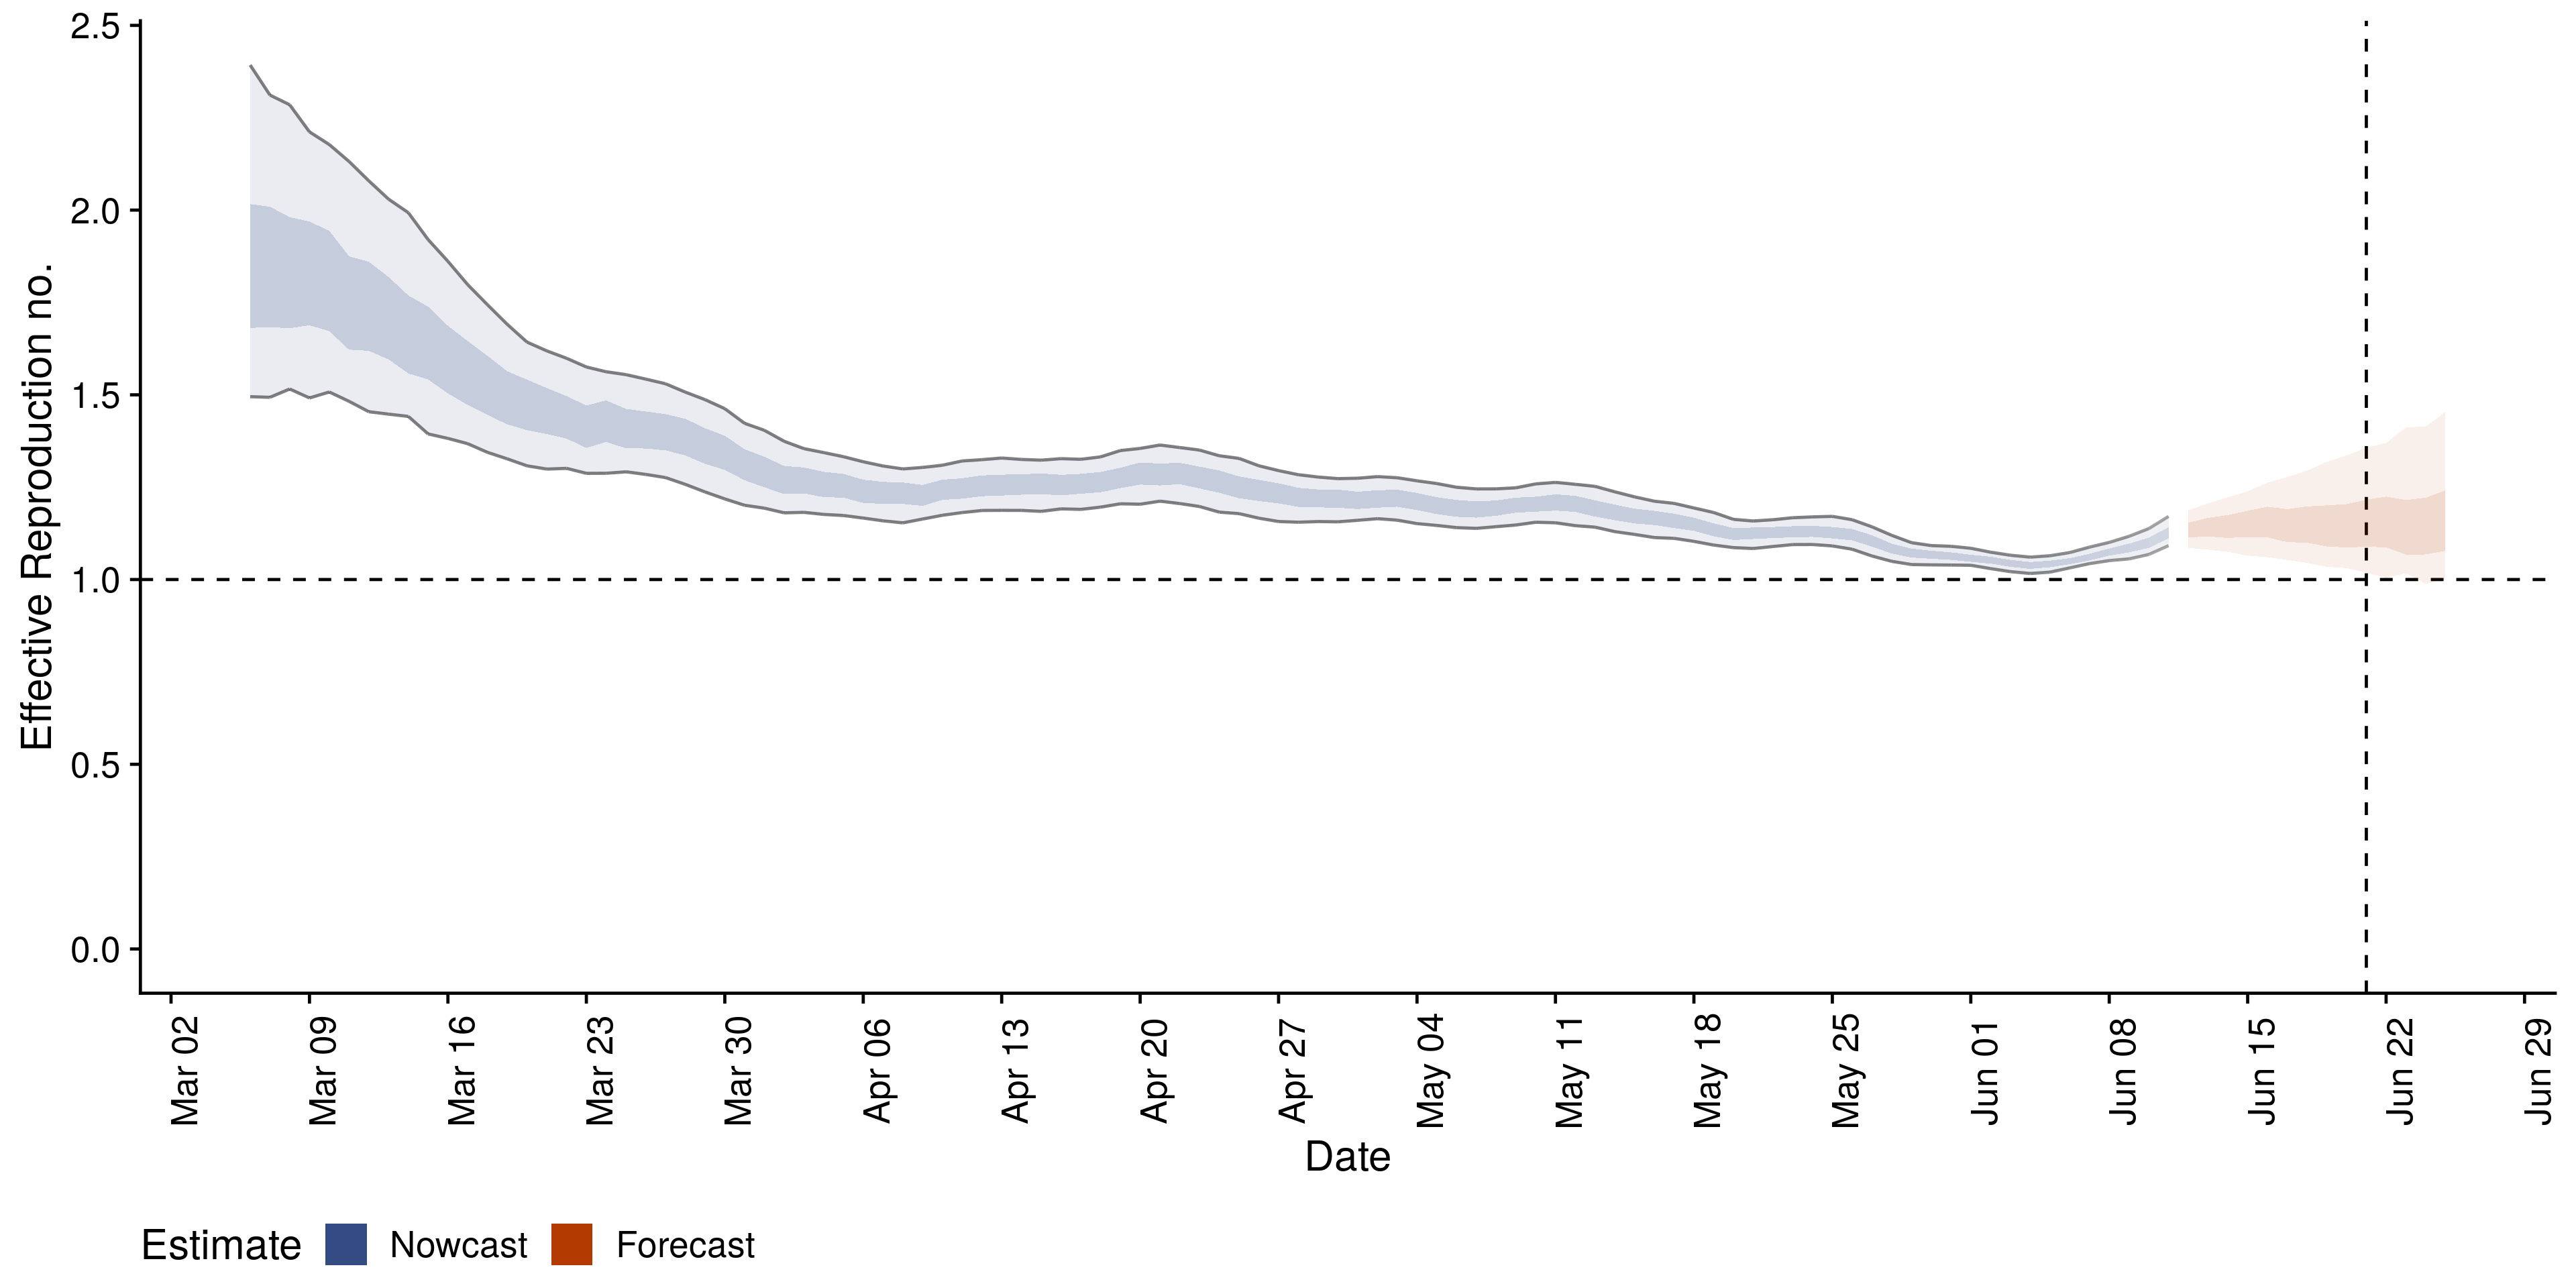 Effective Reproduction no.
2.5
2.0
1.5
1.0
0.5
0.0
Mar 02
Mar 09
Mar 16
Mar 23
Mar 30
Apr 06
Apr 13
Apr 20
Apr 27
May 04
May 11
May 18
May 25
Jun 01
Jun 08
Jun 15
Jun 22
Jun 29
Date
Estimate Nowcast Forecast